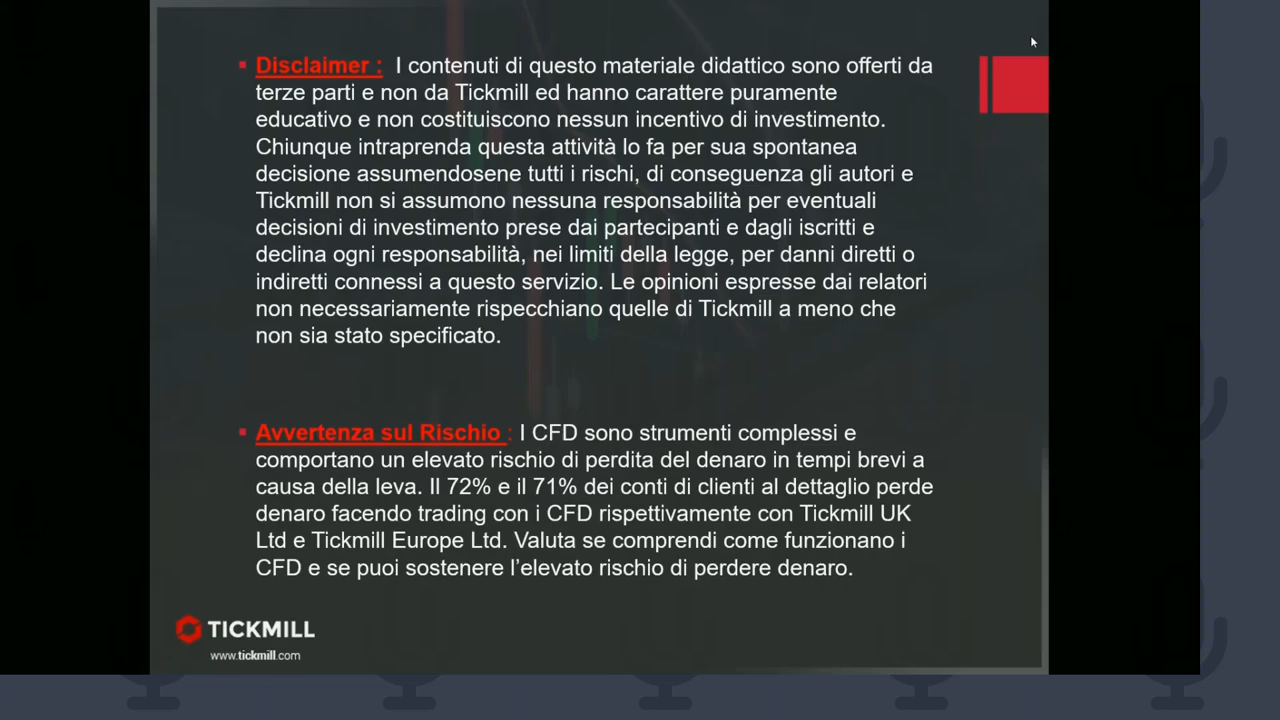 Disclaimer : I contenuti di questo materiale didattico sono offerti da
terze parti e non da Tickmill ed hanno carattere puramente
educativo e non costituiscono nessun incentivo di investimento.
Chiunque intraprenda questa attività lo fa per sua spontanea
decisione assumendosene tutti i rischi, di conseguenza gli autori e
Tickmill non si assumono nessuna responsabilità per eventuali
decisioni di investimento prese dai partecipanti e dagli iscritti e
declina ogni responsabilità, nei limiti della legge, per danni diretti o
indiretti connessi a questo servizio. Le opinioni espresse dai relatori
non necessariamente rispecchiano quelle di Tickmill a meno che
non sia stato specificato.
Avvertenza sul Rischio : I CFD sono strumenti complessi e
comportano un elevato rischio di perdita del denaro in tempi brevi a
causa della leva. Il 72% e il 71% dei conti di clienti al dettaglio perde
denaro facendo trading con i CFD rispettivamente con Tickmill UK
Ltd e Tickmill Europe Ltd. Valuta se comprendi come funzionano i
CFD e se puoi sostenere l’elevato rischio di perdere denaro.
TICKMILL
www.tickmill.com